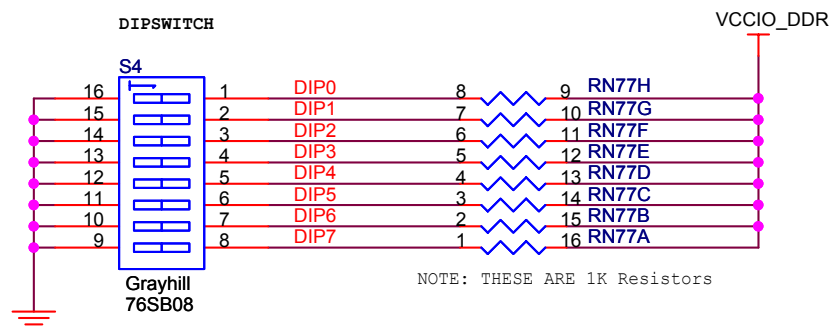 DIPSWITCH
VCCIO_DDR
S4
16 1 DIP0 8 9 RN77H
15 2 DIP1 7 10 RN77G
14 3 DIP2 6 11 RN77F
13 4 DIP3 5 12 RN77E
12 5 DIP4 4 13 RN77D
11 6 DIP5 3 14 RN77C
10 7 DIP6 2 15 RN77B
9 8 DIP7 1 16 RN77A
Grayhill
76SB08
NOTE: THESE ARE 1K Resistors